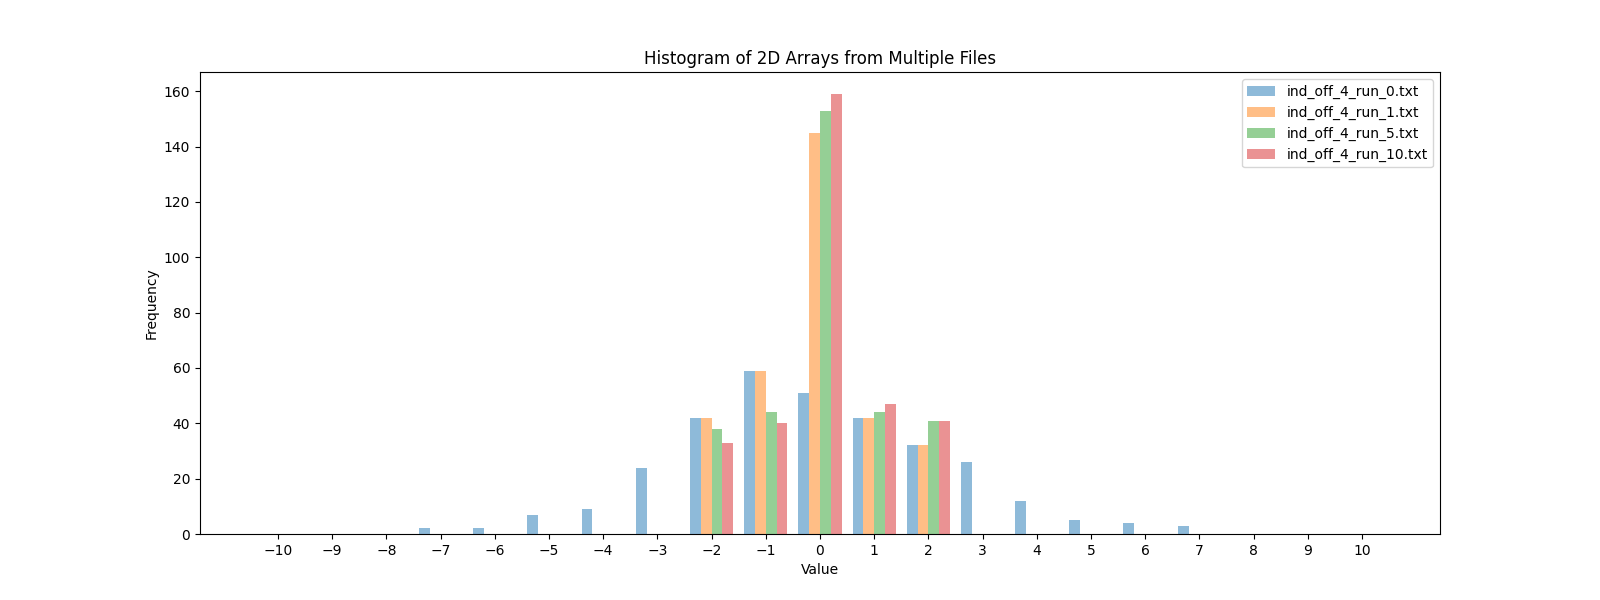 Histogram of 2D Arrays from Multiple Files
ind_off_4_run_0.txt
ind_off_4_run_1.txt
ind_off_4_run_5.txt
ind_off_4_run_10.txt
Frequency
160
140
120
100
80
60
40
20
0
−10 −9 −8 −7 −6 −5 −4 −3 −2 −1 0 1 2 3 4 5 6 7 8 9 10
Value